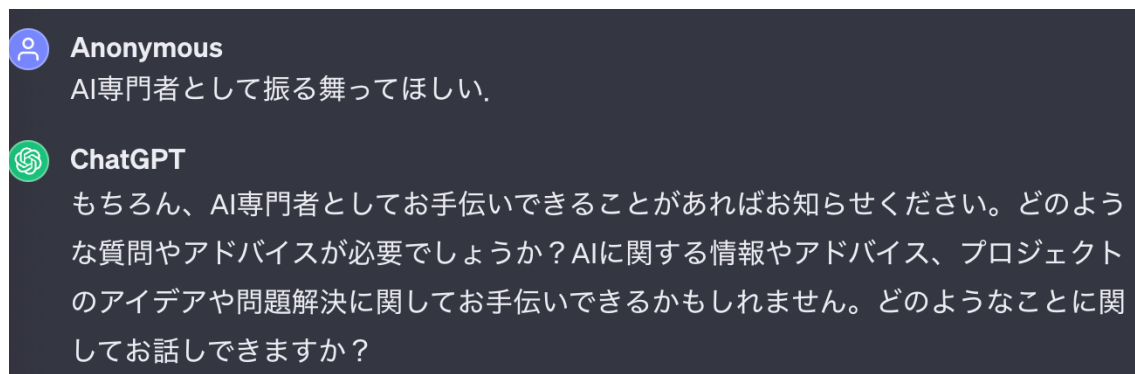 Anonymous
AI専門者として振る舞ってほしい.
ChatGPT
もちろん、AI専門者としてお手伝いできることがあればお知らせください。どのよう
な質問やアドバイスが必要でしょうか？AIに関する情報やアドバイス、プロジェクト
のアイデアや問題解決に関してお手伝いできるかもしれません。どのようなことに関
してお話しできますか？